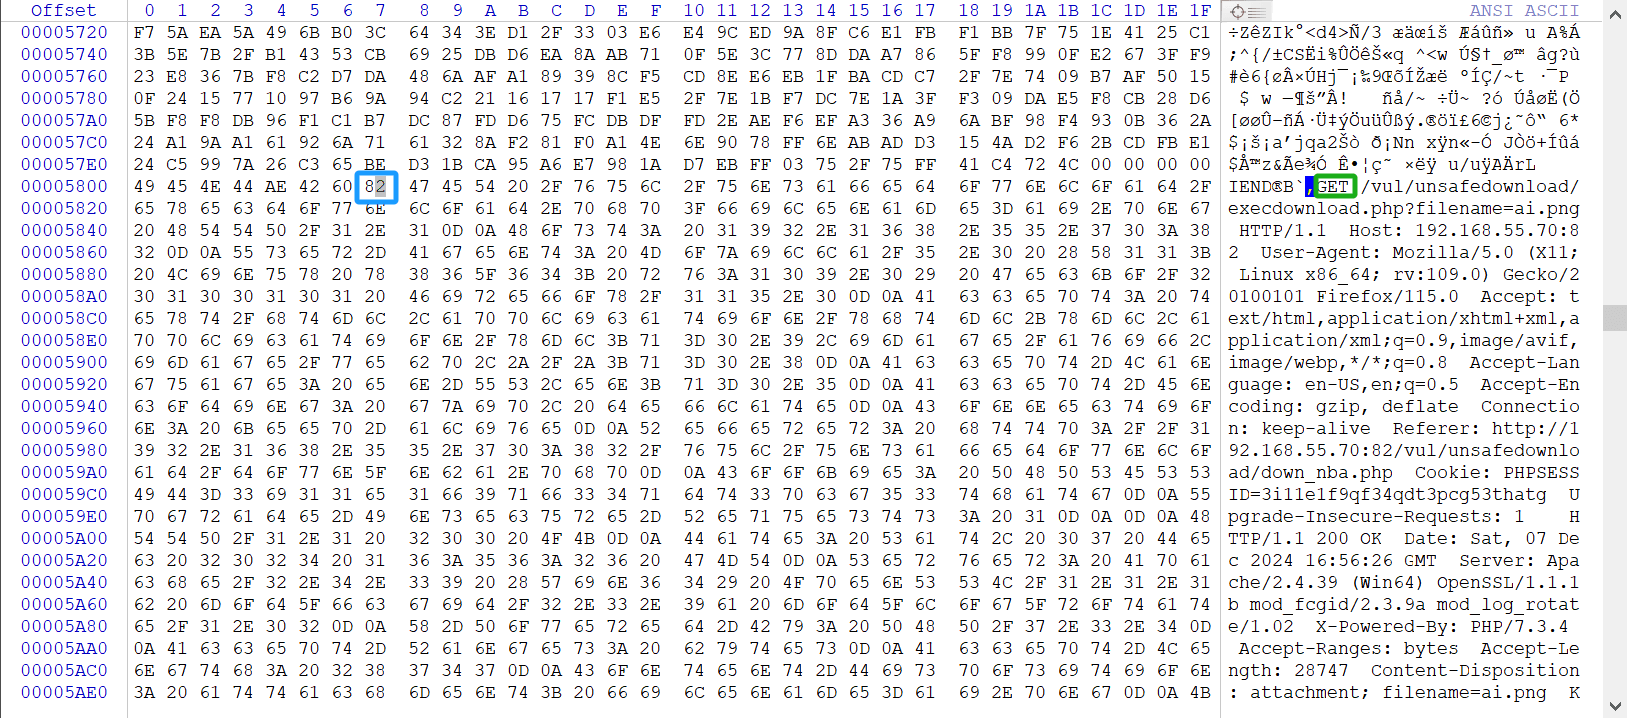 Offset 0 1 2 3 4 5 6 7 8 9 A B C D E F 10 11 12 13 14 15 16 17 18 19 1A 1B 1C 1D 1E 1F ANSI ASCII
00005720 F7 5A EA 5A 49 6B B0 3C 64 34 3E D1 2F 33 03 E6 E4 9C ED 9A 8F C6 E1 FB F1 BB 7F 75 1E 41 25 C1
00005740 3B 5E 7B 2F B1 43 53 CB 69 25 DB D6 EA 8A AB 71 0F 5E 3C 77 8D DA A7 86 5F F8 99 0F E2 67 3F F9
00005760 23 E8 36 7B F8 C2 D7 DA 48 6A AF A1 89 39 8C F5 CD 8E E6 EB 1F BA CD C7 2F 7E 74 09 B7 AF 50 15
00005780 0F 24 15 77 10 97 B6 9A 94 C2 21 16 17 17 F1 E5 2F 7E 1B F7 DC 7E 1A 3F F3 09 DA E5 F8 CB 28 D6
000057A0 5B F8 F8 DB 96 F1 C1 B7 DC 87 FD D6 75 FC DB DF FD 2E AE F6 EF A3 36 A9 6A BF 98 F4 93 0B 36 2A
000057C0 24 A1 9A A1 61 92 6A 71 61 32 8A F2 81 F0 A1 4E 6E 90 78 FF 6E AB AD D3 15 4A D2 F6 2B CD FB E1
000057E0 24 C5 99 7A 26 C3 65 BE D3 1B CA 95 A6 E7 98 1A D7 EB FF 03 75 2F 75 FF 41 C4 72 4C 00 00 00 00
00005800 49 45 4E 44 AE 42 60 82 47 45 54 20 2F 76 75 6C 2F 75 6E 73 61 66 65 64 6F 77 6E 6C 6F 61 64 2F IEND®B`‚GET /vul/unsafedownload/
00005820 65 78 65 63 64 6F 77 6E 6C 6F 61 64 2E 70 68 70 3F 66 69 6C 65 6E 61 6D 65 3D 61 69 2E 70 6E 67 execdownload.php?filename=ai.png
00005840 20 48 54 54 50 2F 31 2E 31 0D 0A 48 6F 73 74 3A 20 31 39 32 2E 31 36 38 2E 35 35 2E 37 30 3A 38 HTTP/1.1 Host: 192.168.55.70:8
00005860 32 0D 0A 55 73 65 72 2D 41 67 65 6E 74 3A 20 4D 6F 7A 69 6C 6C 61 2F 35 2E 30 20 28 58 31 31 3B 2 User-Agent: Mozilla/5.0 (X11;
00005880 20 4C 69 6E 75 78 20 78 38 36 5F 36 34 3B 20 72 76 3A 31 30 39 2E 30 29 20 47 65 63 6B 6F 2F 32 Linux x86_64; rv:109.0) Gecko/2
000058A0 30 31 30 30 31 30 31 20 46 69 72 65 66 6F 78 2F 31 31 35 2E 30 0D 0A 41 63 63 65 70 74 3A 20 74 0100101 Firefox/115.0 Accept: t
000058C0 65 78 74 2F 68 74 6D 6C 2C 61 70 70 6C 69 63 61 74 69 6F 6E 2F 78 68 74 6D 6C 2B 78 6D 6C 2C 61 ext/html,application/xhtml+xml,a
000058E0 70 70 6C 69 63 61 74 69 6F 6E 2F 78 6D 6C 3B 71 3D 30 2E 39 2C 69 6D 61 67 65 2F 61 76 69 66 2C pplication/xml;q=0.9,image/avif,
00005900 69 6D 61 67 65 2F 77 65 62 70 2C 2A 2F 2A 3B 71 3D 30 2E 38 0D 0A 41 63 63 65 70 74 2D 4C 61 6E image/webp,*/*;q=0.8 Accept-Lan
00005920 67 75 61 67 65 3A 20 65 6E 2D 55 53 2C 65 6E 3B 71 3D 30 2E 35 0D 0A 41 63 63 65 70 74 2D 45 6E guage: en-US,en;q=0.5 Accept-En
00005940 63 6F 64 69 6E 67 3A 20 67 7A 69 70 2C 20 64 65 66 6C 61 74 65 0D 0A 43 6F 6E 6E 65 63 74 69 6F coding: gzip, deflate Connectio
00005960 6E 3A 20 6B 65 65 70 2D 61 6C 69 76 65 0D 0A 52 65 66 65 72 65 72 3A 20 68 74 74 70 3A 2F 2F 31 n: keep-alive Referer: http://1
00005980 39 32 2E 31 36 38 2E 35 35 2E 37 30 3A 38 32 2F 76 75 6C 2F 75 6E 73 61 66 65 64 6F 77 6E 6C 6F 92.168.55.70:82/vul/unsafedownlo
000059A0 61 64 2F 64 6F 77 6E 5F 6E 62 61 2E 70 68 70 0D 0A 43 6F 6F 6B 69 65 3A 20 50 48 50 53 45 53 53 ad/down_nba.php Cookie: PHPSESS
000059C0 49 44 3D 33 69 31 31 65 31 66 39 71 66 33 34 71 64 74 33 70 63 67 35 33 74 68 61 74 67 0D 0A 55 ID=3i11e1f9qf34qdt3pcg53thatg U
000059E0 70 67 72 61 64 65 2D 49 6E 73 65 63 75 72 65 2D 52 65 71 75 65 73 74 73 3A 20 31 0D 0A 0D 0A 48 pgrade-Insecure-Requests: 1 H
00005A00 54 54 50 2F 31 2E 31 20 32 30 30 20 4F 4B 0D 0A 44 61 74 65 3A 20 53 61 74 2C 20 30 37 20 44 65 TTP/1.1 200 OK Date: Sat, 07 De
00005A20 63 20 32 30 32 34 20 31 36 3A 35 36 3A 32 36 20 47 4D 54 0D 0A 53 65 72 76 65 72 3A 20 41 70 61 c 2024 16:56:26 GMT Server: Apa
00005A40 63 68 65 2F 32 2E 34 2E 33 39 20 28 57 69 6E 36 34 29 20 4F 70 65 6E 53 53 4C 2F 31 2E 31 2E 31 che/2.4.39 (Win64) OpenSSL/1.1.1
00005A60 62 20 6D 6F 64 5F 66 63 67 69 64 2F 32 2E 33 2E 39 61 20 6D 6F 64 5F 6C 6F 67 5F 72 6F 74 61 74 b mod_fcgid/2.3.9a mod_log_rotat
00005A80 65 2F 31 2E 30 32 0D 0A 58 2D 50 6F 77 65 72 65 64 2D 42 79 3A 20 50 48 50 2F 37 2E 33 2E 34 0D e/1.02 X-Powered-By: PHP/7.3.4
00005AA0 0A 41 63 63 65 70 74 2D 52 61 6E 67 65 73 3A 20 62 79 74 65 73 0D 0A 41 63 63 65 70 74 2D 4C 65 Accept-Ranges: bytes Accept-Le
00005AC0 6E 67 74 68 3A 20 32 38 37 34 37 0D 0A 43 6F 6E 74 65 6E 74 2D 44 69 73 70 6F 73 69 74 69 6F 6E ngth: 28747 Content-Disposition
00005AE0 3A 20 61 74 74 61 63 68 6D 65 6E 74 3B 20 66 69 6C 65 6E 61 6D 65 3D 61 69 2E 70 6E 67 0D 0A 4B : attachment; filename=ai.png K